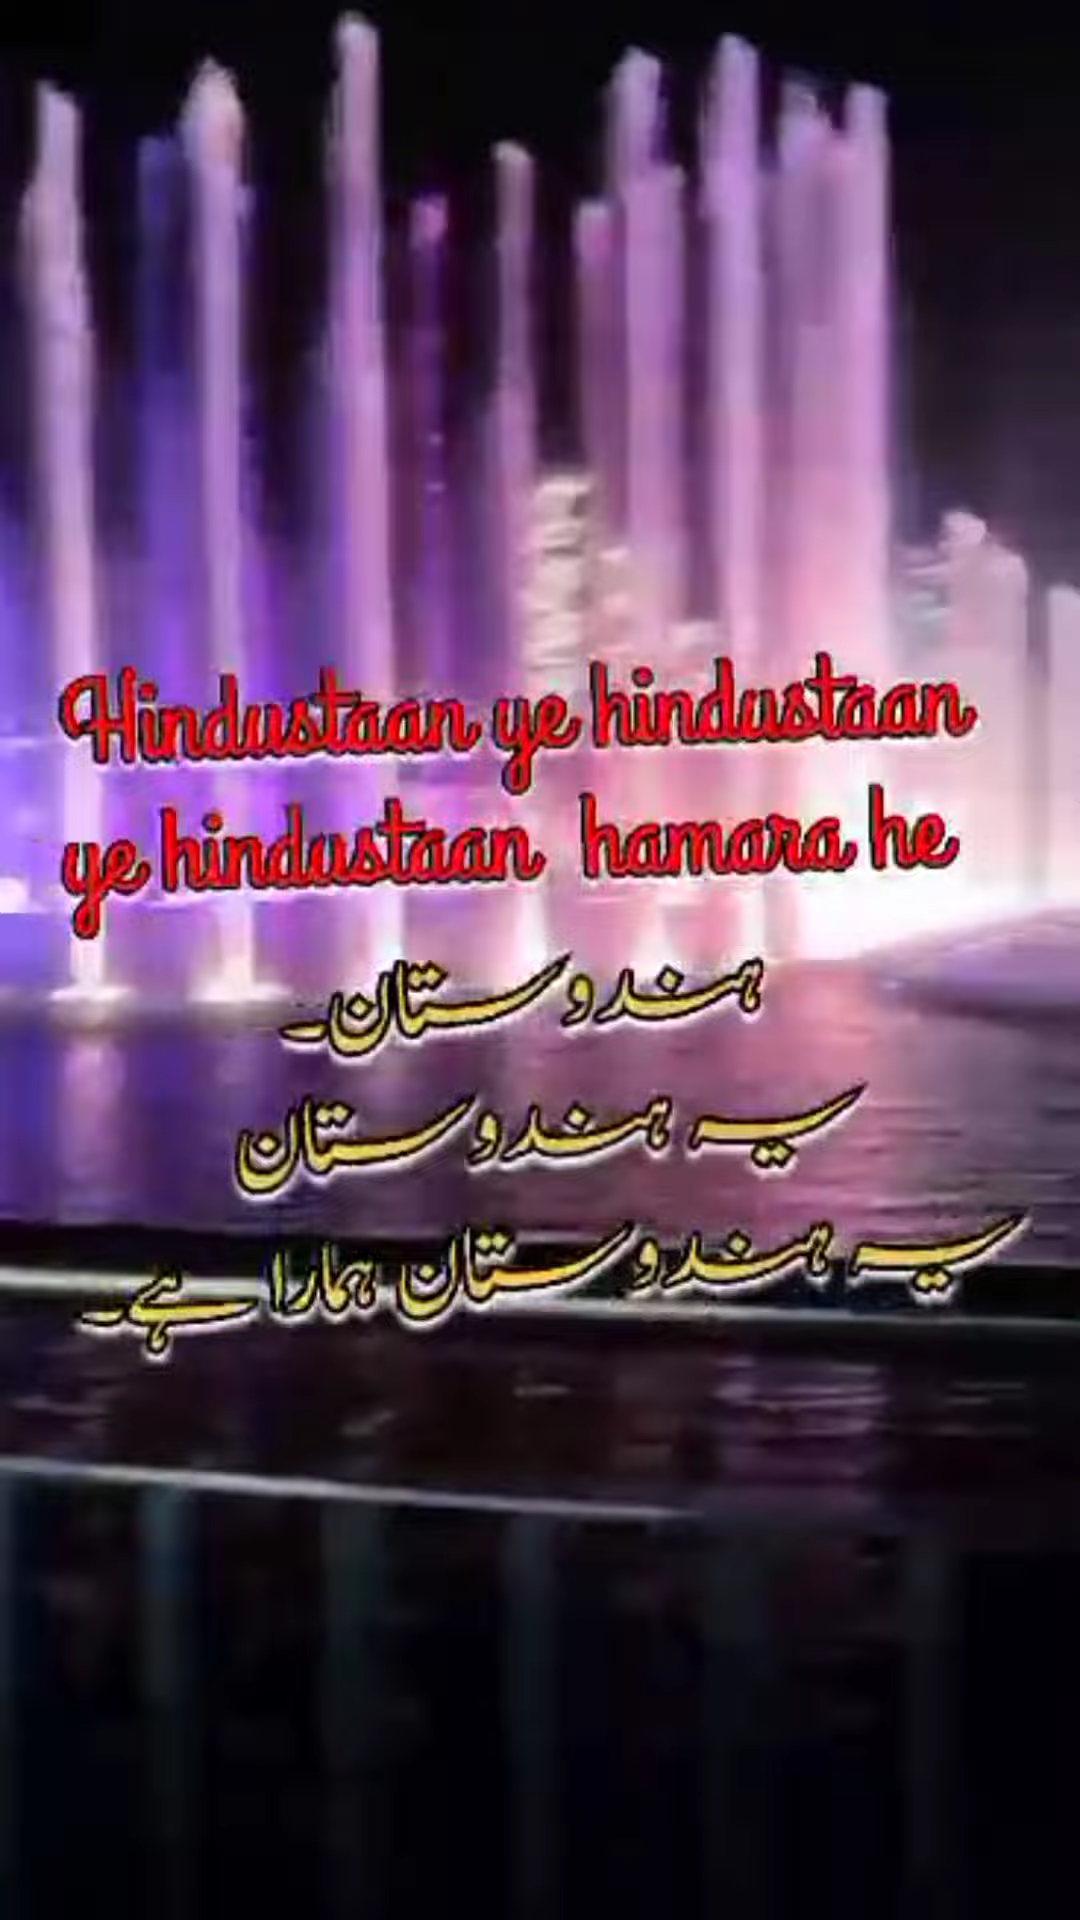 Hindustaan ye hindustaan
ye hindustaan hamara he
ہندوستان۔
یہ ہندوستان
یہ ہندوستان ہمارا ہے۔